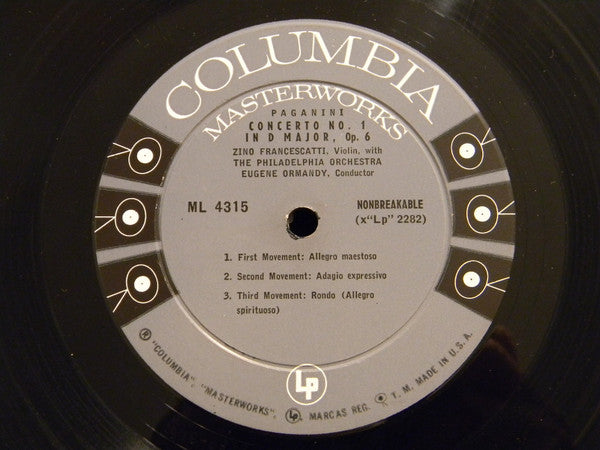 COLUMBIA
MASTERWORKS
PAGANINI
CONCERTO NO. 1
IN D MAJOR, Op. 6
ZINO FRANCESCATTI, Violin, with
THE PHILADELPHIA ORCHESTRA
EUGENE ORMANDY, Conductor
ML 4315
NONBREAKABLE
(x"Lp" 2282)
1. First Movement: Allegro maestoso
2. Second Movement: Adagio expressivo
3. Third Movement: Rondo (Allegro
spirituoso)
Lp
® "COLUMBIA", "MASTERWORKS", Lp MARCAS REG. T. M. MADE IN U.S.A.